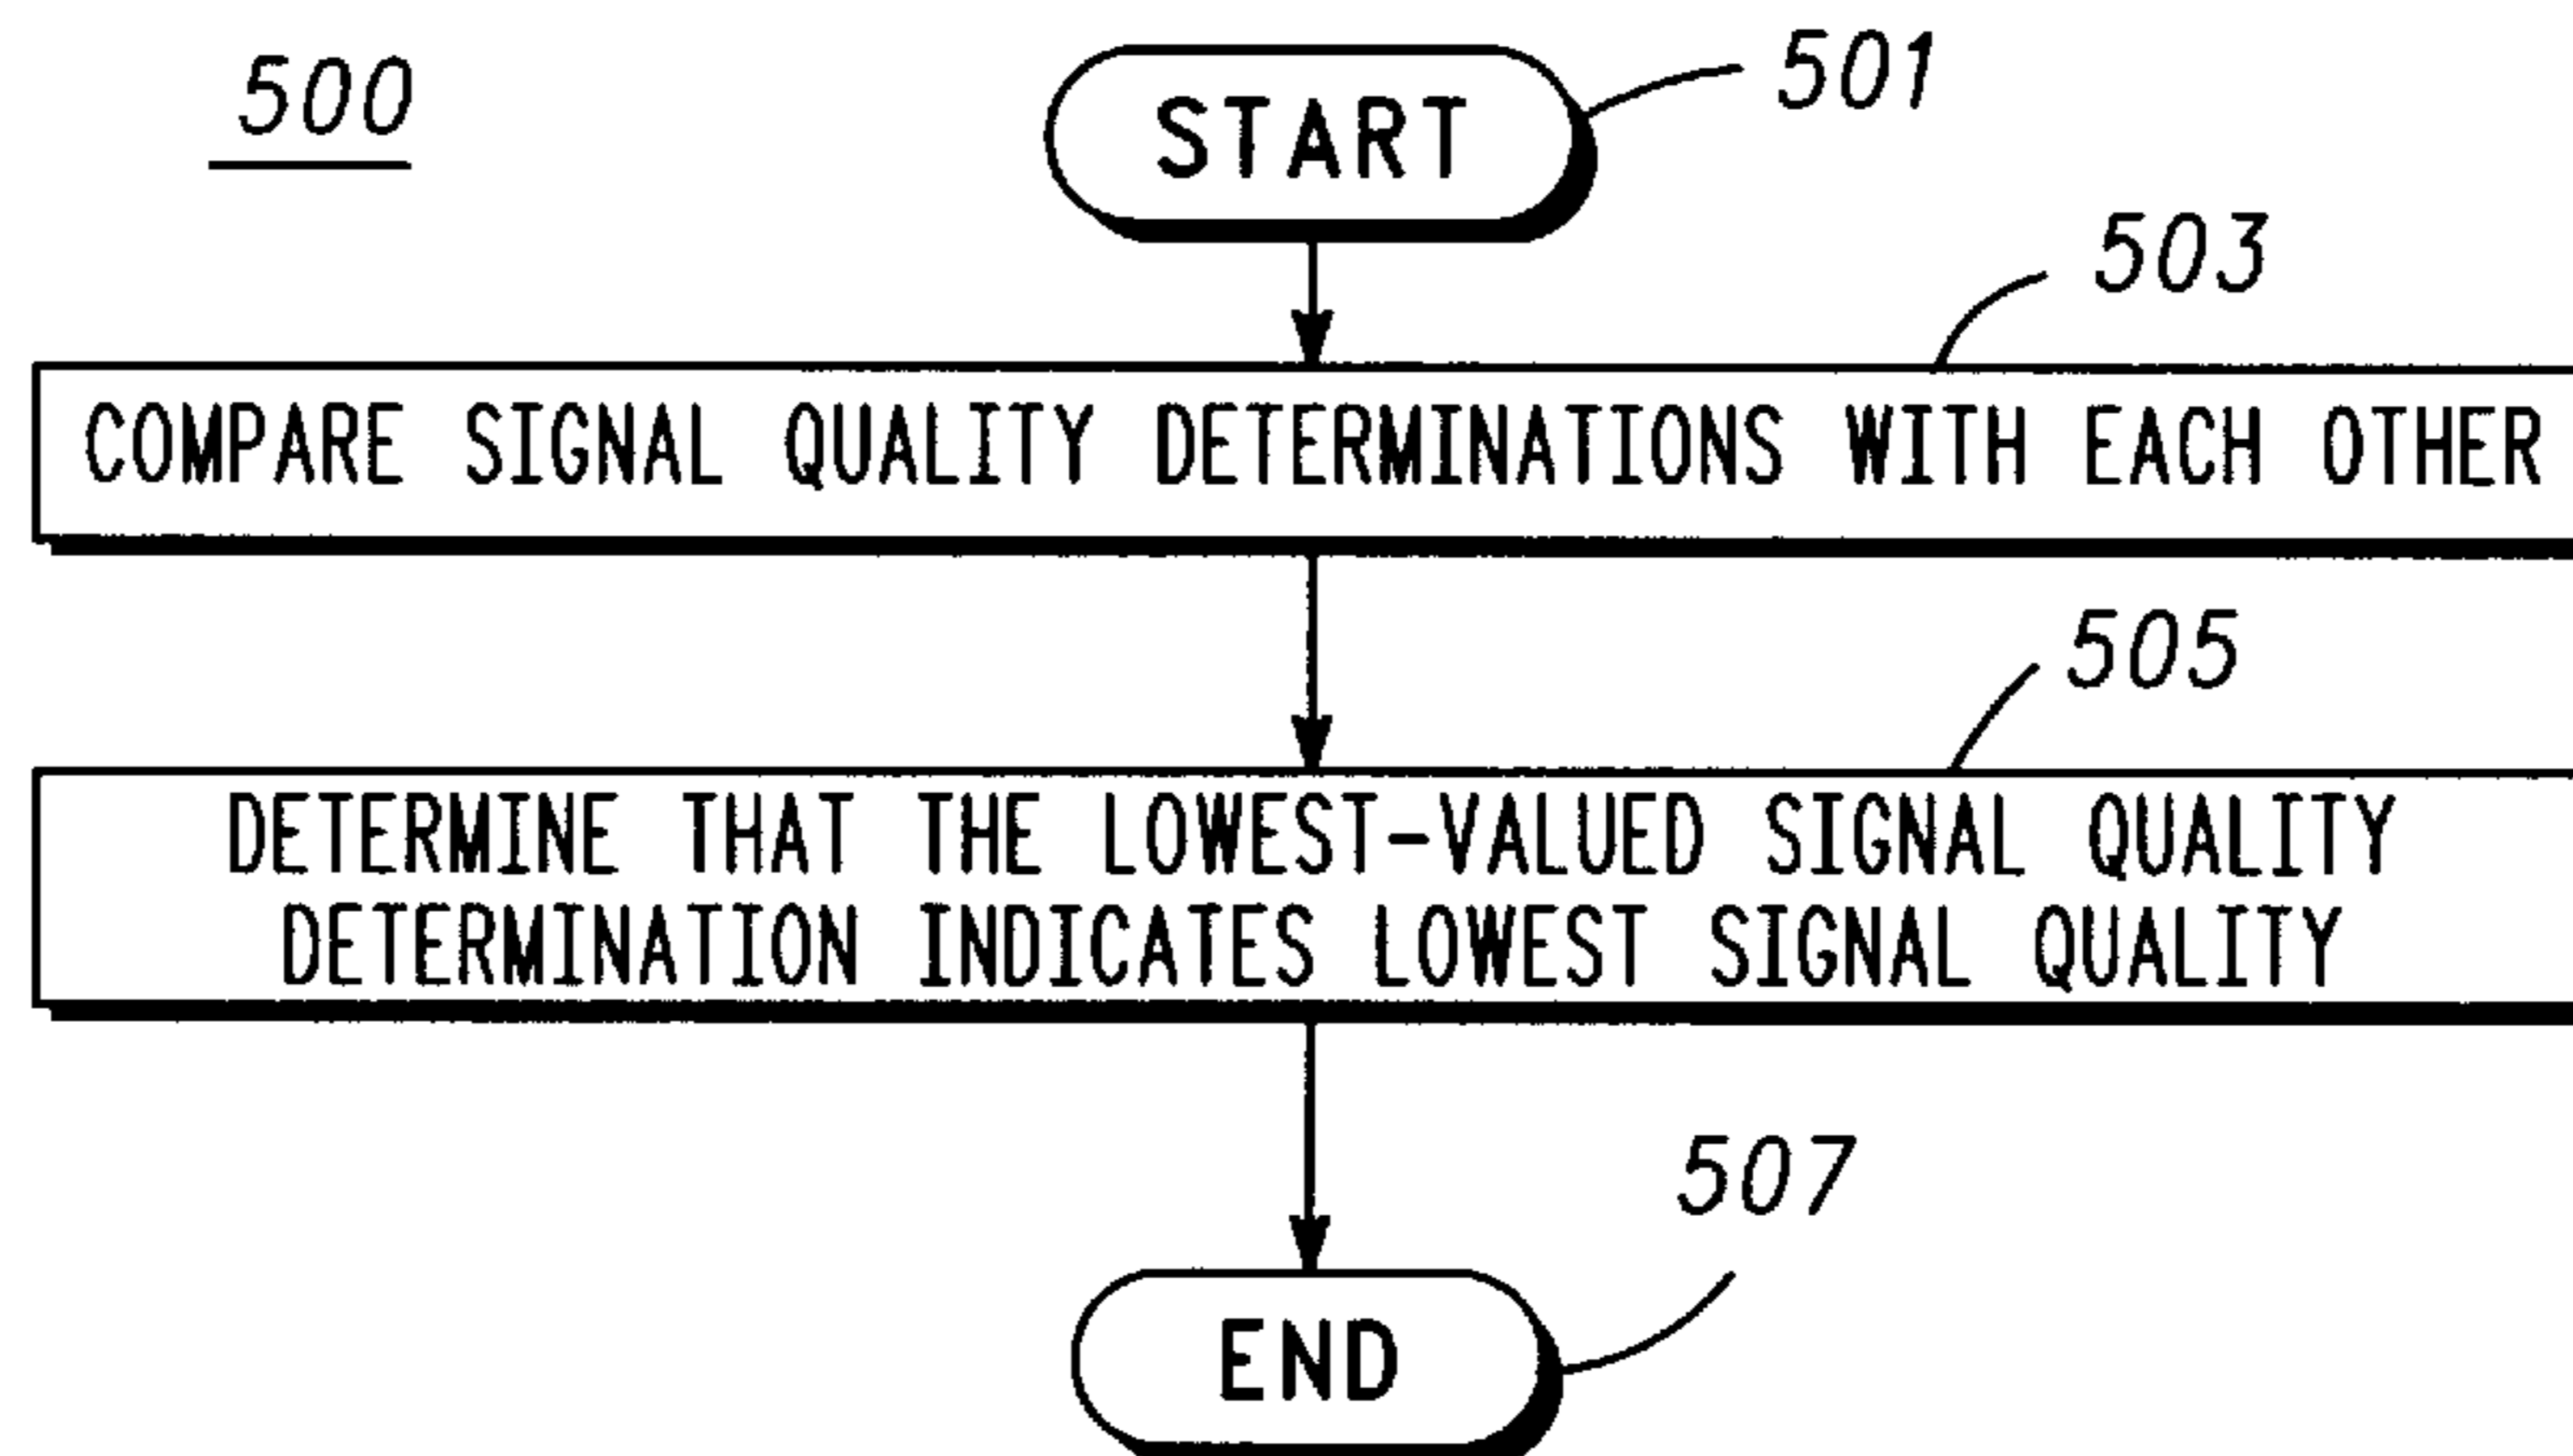 500
START
501
503
COMPARE SIGNAL QUALITY DETERMINATIONS WITH EACH OTHER
505
DETERMINE THAT THE LOWEST-VALUED SIGNAL QUALITY
DETERMINATION INDICATES LOWEST SIGNAL QUALITY
507
END